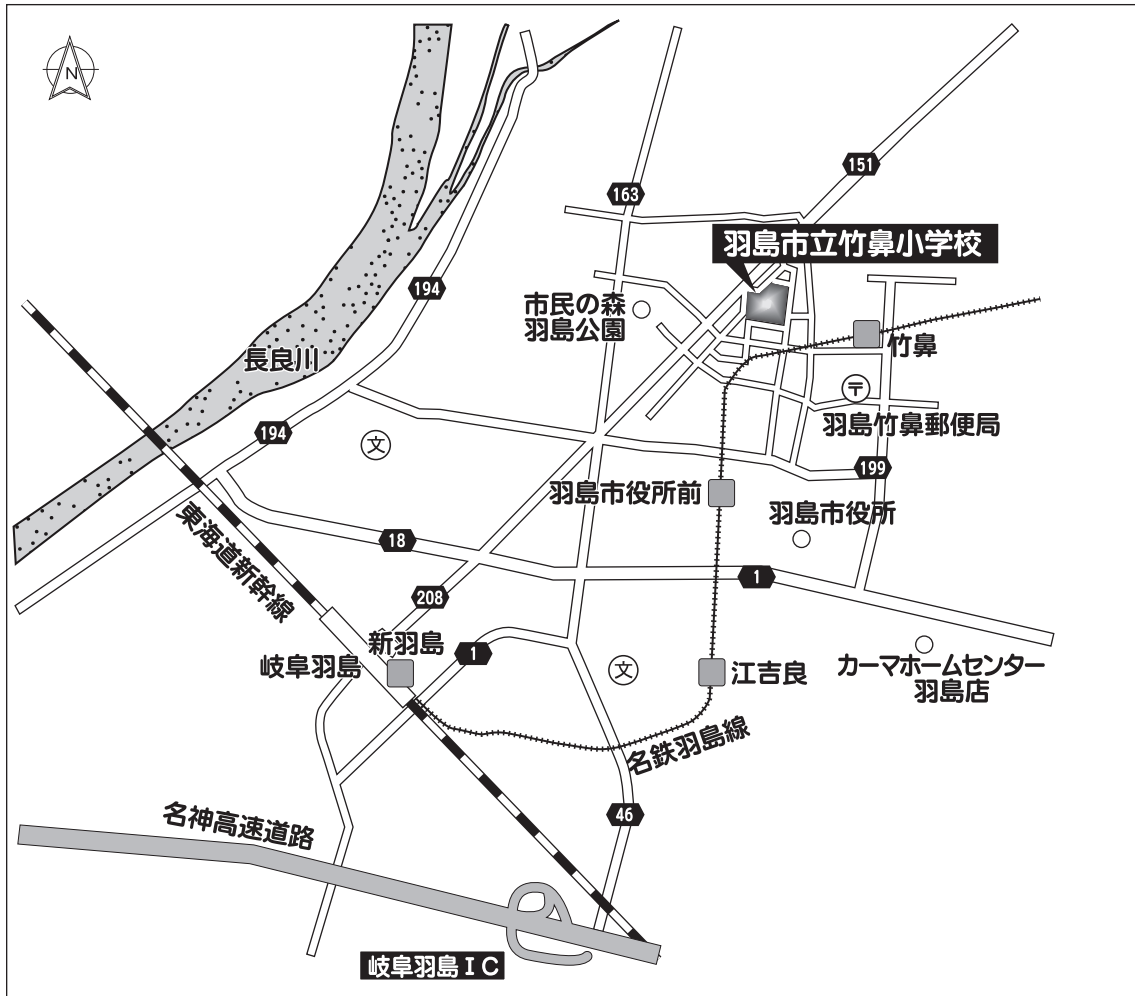 N
151
163
羽島市立竹鼻小学校
194
市民の森
羽島公園
竹鼻
長良川
〒
羽島竹鼻郵便局
194
文
199
羽島市役所前
羽島市役所
東海道新幹線
18
1
208
新羽島
岐阜羽島
1
文
江吉良
カーマホームセンター
羽島店
名鉄羽島線
46
名神高速道路
岐阜羽島IC